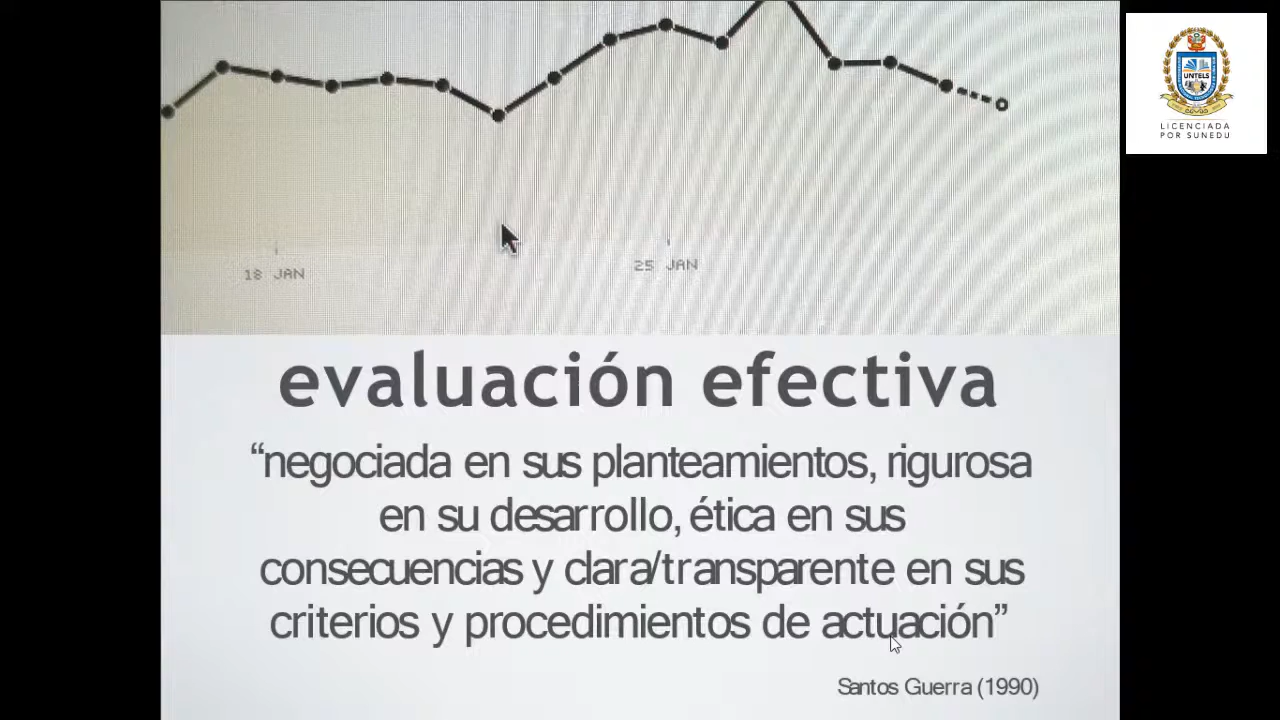 UNTELS
LICENCIADA
POR SUNEDU
18 JAN
25 JAN
evaluación efectiva
“negociada en sus planteamientos, rigurosa
en su desarrollo, ética en sus
consecuencias y clara/transparente en sus
criterios y procedimientos de actuación”
Santos Guerra (1990)